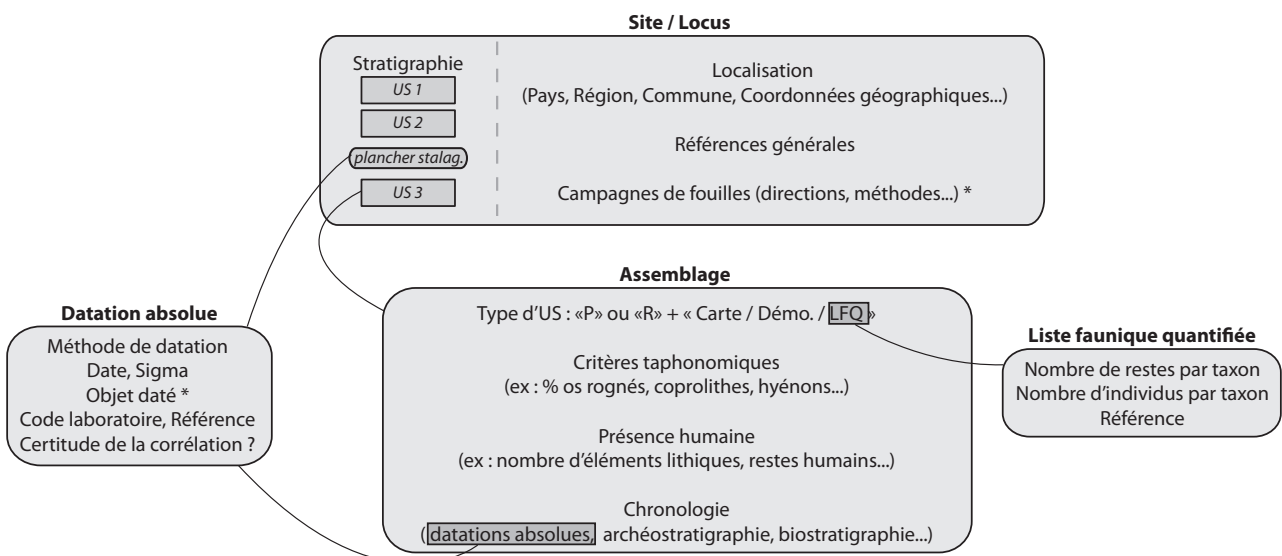 Site / Locus
Stratigraphie
US 1
US 2
plancher stalag.
US 3
Localisation
(Pays, Région, Commune, Coordonnées géographiques...)
Références générales
Campagnes de fouilles (directions, méthodes...) *
Datation absolue
Méthode de datation
Date, Sigma
Objet daté *
Code laboratoire, Référence
Certitude de la corrélation ?
Assemblage
Type d'US : «P» ou «R» + « Carte / Démo. / LFQ »
Critères taphonomiques
(ex : % os rognés, coprolithes, hyénons...)
Présence humaine
(ex : nombre d'éléments lithiques, restes humains...)
Chronologie
( datations absolues, archéostratigraphie, biostratigraphie...)
Liste faunique quantifiée
Nombre de restes par taxon
Nombre d'individus par taxon
Référence